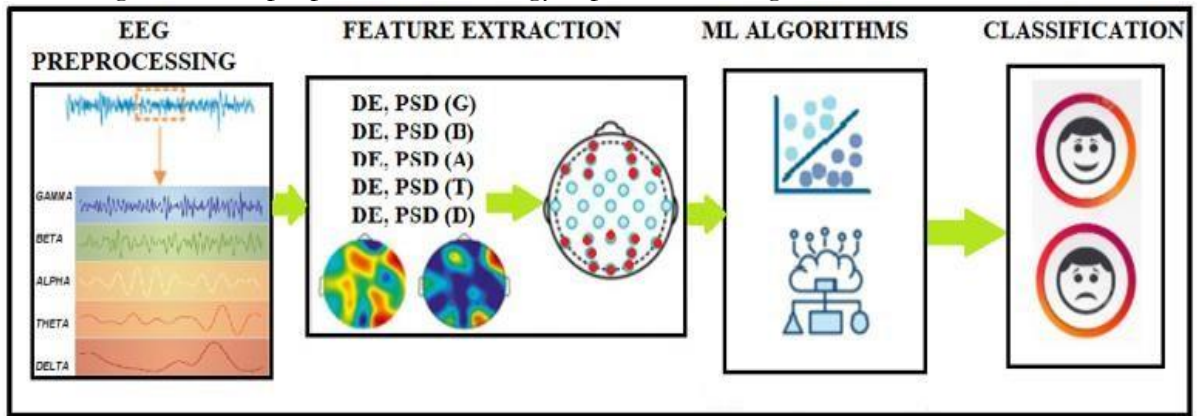 EEG
PREPROCESSING
FEATURE EXTRACTION
ML ALGORITHMS
CLASSIFICATION
GAMMA
BETA
ALPHA
THETA
DELTA
DE, PSD (G)
DE, PSD (B)
DE, PSD (A)
DE, PSD (T)
DE, PSD (D)